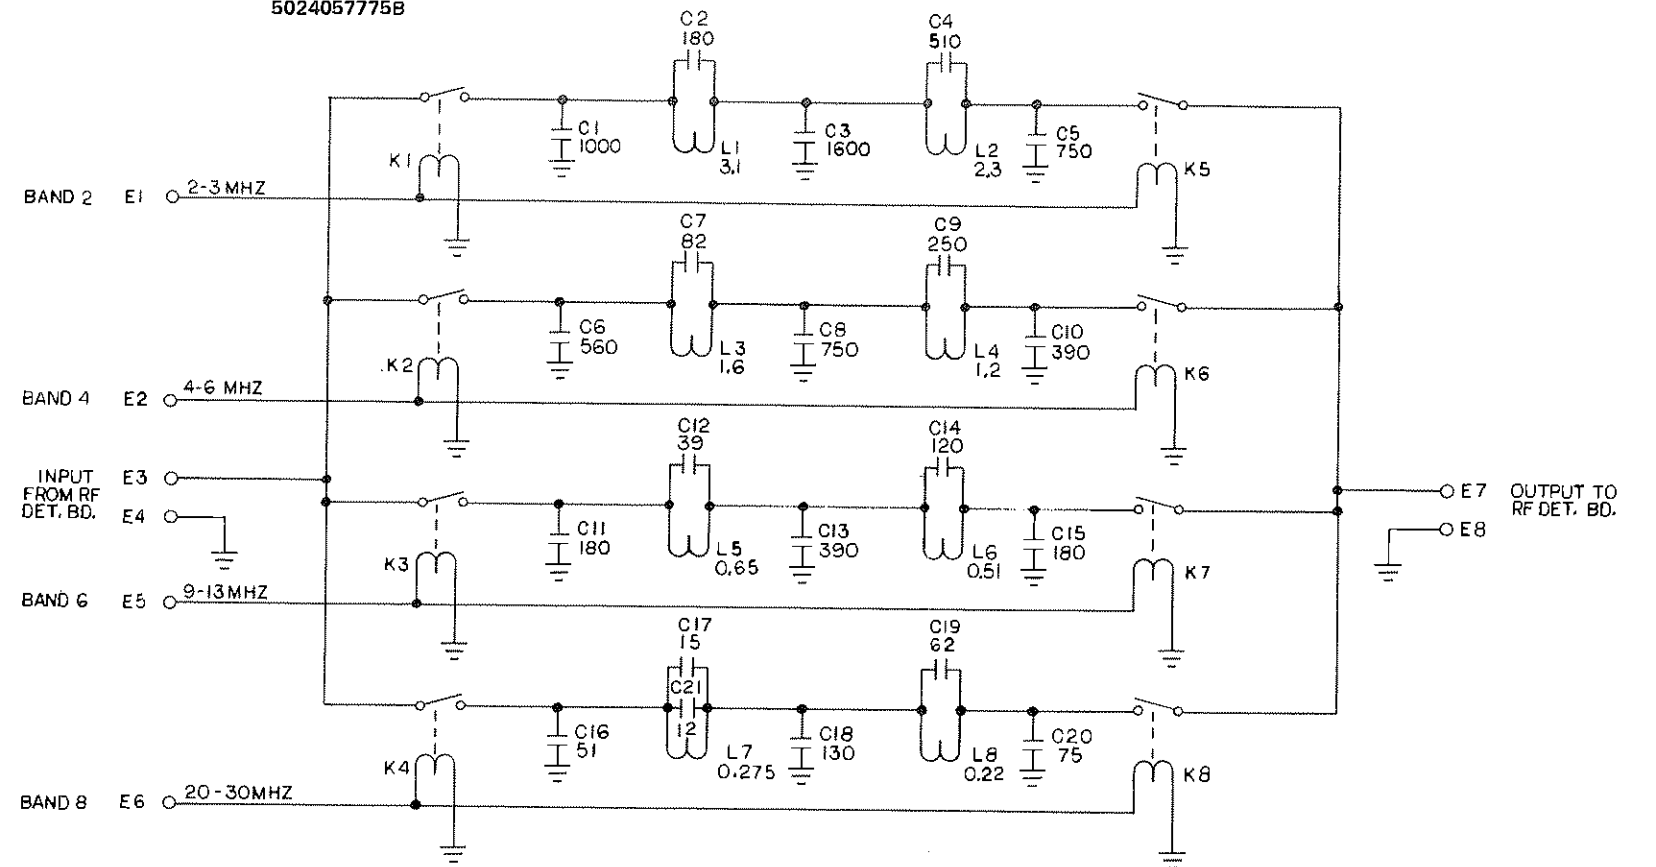 5024057775B
C2
180
C4
510
C1
1000
L1
3.1
C3
1600
L2
2.3
C5
750
K1
K5
BAND 2 E1 2-3 MHZ
C7
82
C9
250
C6
560
L3
1.6
C8
750
L4
1.2
C10
390
K2
K6
BAND 4 E2 4-6 MHZ
C12
39
C14
120
INPUT
FROM RF
DET. BD.
E3
E4
E7
E8
OUTPUT TO
RF DET. BD.
C11
180
L5
0.65
C13
390
L6
0.51
C15
180
K3
K7
BAND 6 E5 9-13MHZ
C17
15
C21
12
C19
62
C16
51
L7
0.275
C18
130
L8
0.22
C20
75
K4
K8
BAND 8 E6 20-30MHZ